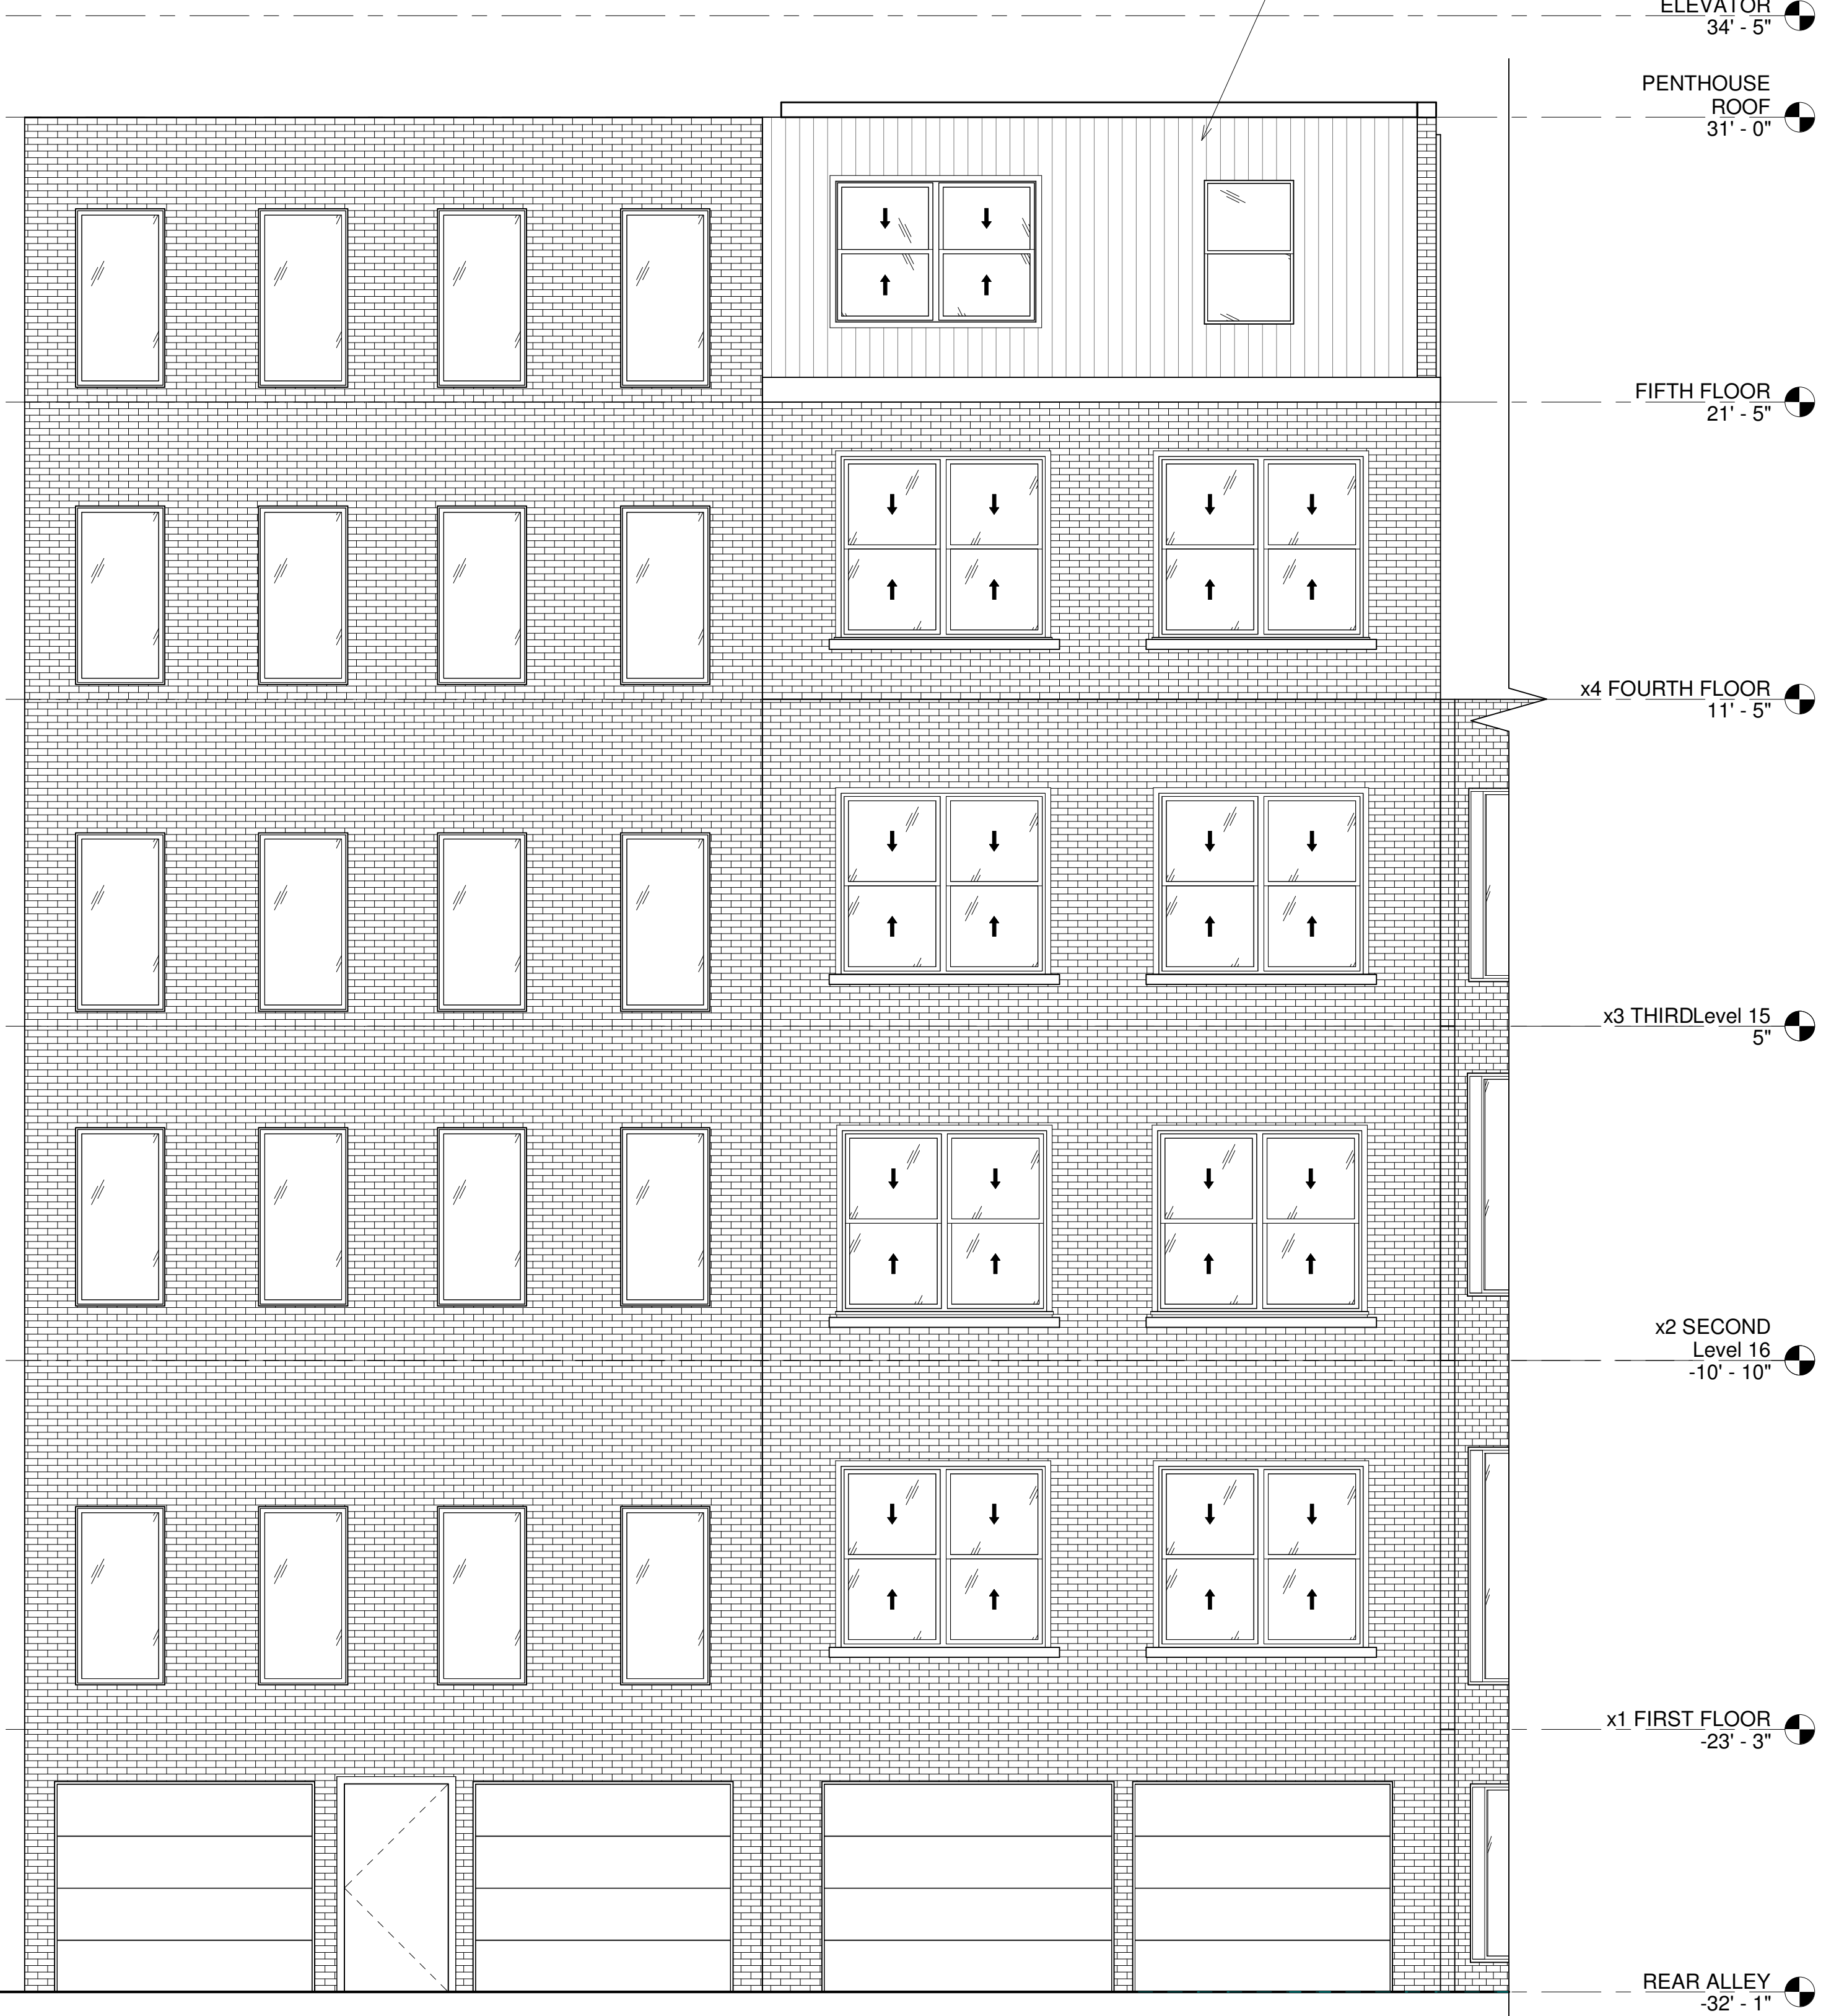 ELEVATOR
34' - 5"
PENTHOUSE
ROOF
31' - 0"
FIFTH FLOOR
21' - 5"
x4 FOURTH FLOOR
11' - 5"
x3 THIRDLevel 15
5"
x2 SECOND
Level 16
-10' - 10"
x1 FIRST FLOOR
-23' - 3"
REAR ALLEY
-32' - 1"